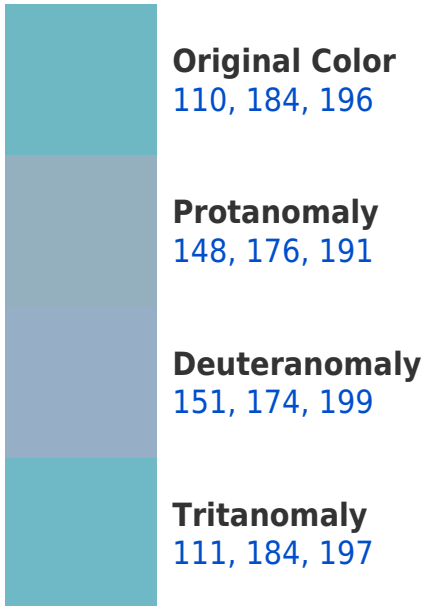 Original Color
110, 184, 196
Protanomaly
148, 176, 191
Deuteranomaly
151, 174, 199
Tritanomaly
111, 184, 197